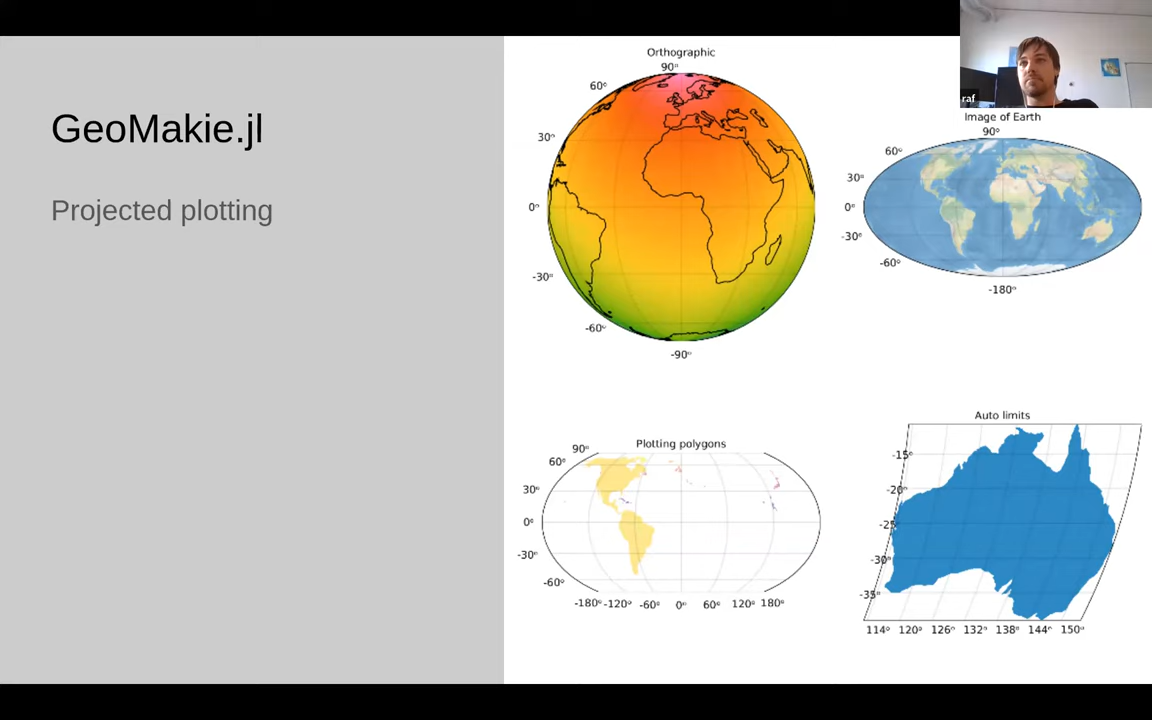 GeoMakie.jl
Projected plotting
raf
Orthographic
90°
60°
30°
0°
-30°
-60°
-90°
Image of Earth
90°
60°
30°
0°
-30°
-60°
-180°
Plotting polygons
90°
60°
30°
0°
-30°
-60°
-180° -120° -60° 0° 60° 120° 180°
Auto limits
-15°
-20°
-25°
-30°
-35°
114° 120° 126° 132° 138° 144° 150°